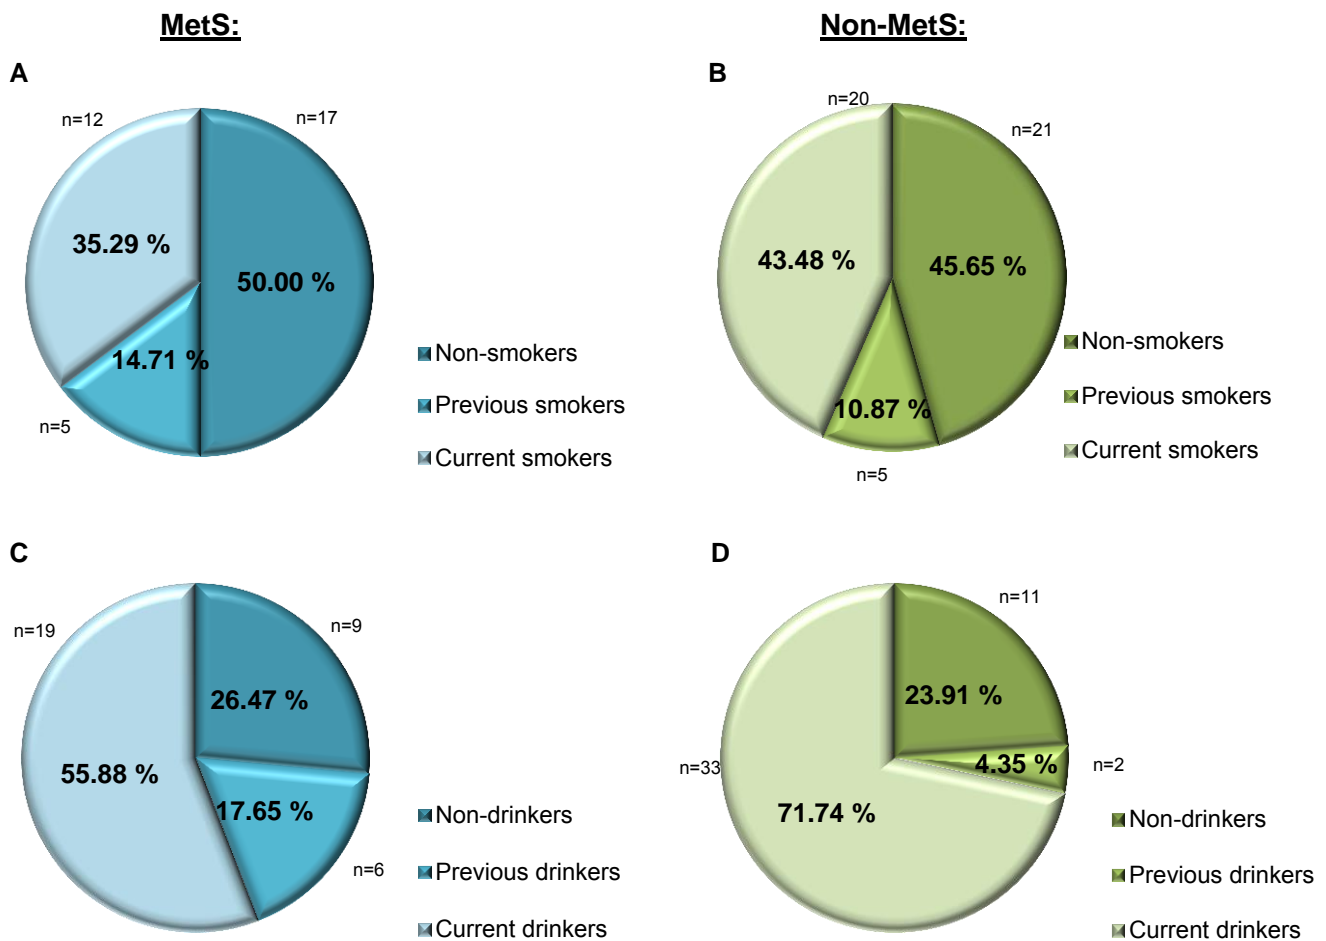 MetS:
Non-MetS:
A
B
n=12
n=17
35.29 %
50.00 %
14.71 %
n=5
Non-smokers
Previous smokers
Current smokers
n=20
n=21
43.48 %
45.65 %
10.87 %
n=5
Non-smokers
Previous smokers
Current smokers
C
D
n=19
n=9
26.47 %
55.88 %
17.65 %
n=6
Non-drinkers
Previous drinkers
Current drinkers
n=11
23.91 %
n=33
4.35 %
n=2
71.74 %
Non-drinkers
Previous drinkers
Current drinkers